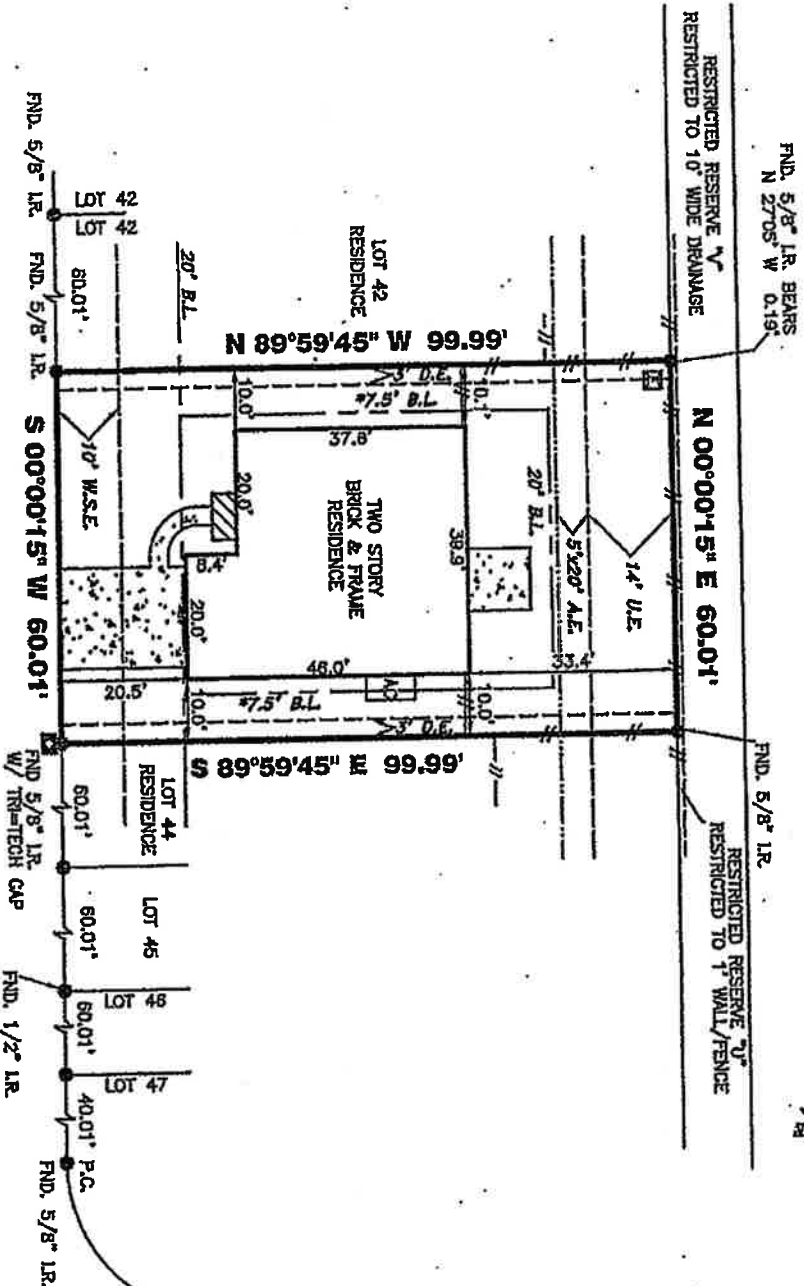 FND. 5/8" I.R. BEARS
N 27°05' W 0.19'
RESTRICTED RESERVE "V"
RESTRICTED TO 10' WIDE DRAINAGE
N 00°00'15" E 60.01'
FND. 5/8" I.R.
RESTRICTED RESERVE "U"
RESTRICTED TO 1' WALL/FENCE
14' U.E.
5'x20' A.E.
20' B.L.
LOT 42
RESIDENCE
N 89°59'45" W 99.99'
3' D.E.
*7.5' B.L.
10.1'
38.9'
33.4'
10.0'
37.8'
TWO STORY
BRICK & FRAME
RESIDENCE
46.0'
A/C
10.0'
20.0'
8.4'
20.0'
10.0'
*7.5' B.L.
3' D.E.
S 89°59'45" E 99.99'
20' B.L.
20.5'
10' W.S.E.
LOT 44
RESIDENCE
LOT 45
LOT 46
LOT 47
LOT 42
LOT 42
60.01'
60.01'
60.01'
40.01'
P.C.
FND. 5/8" I.R.
FND. 5/8" I.R.
S 00°00'15" W 60.01'
FND 5/8" I.R.
W/ TRI-TECH CAP
FND. 1/2" I.R.
FND. 5/8" I.R.